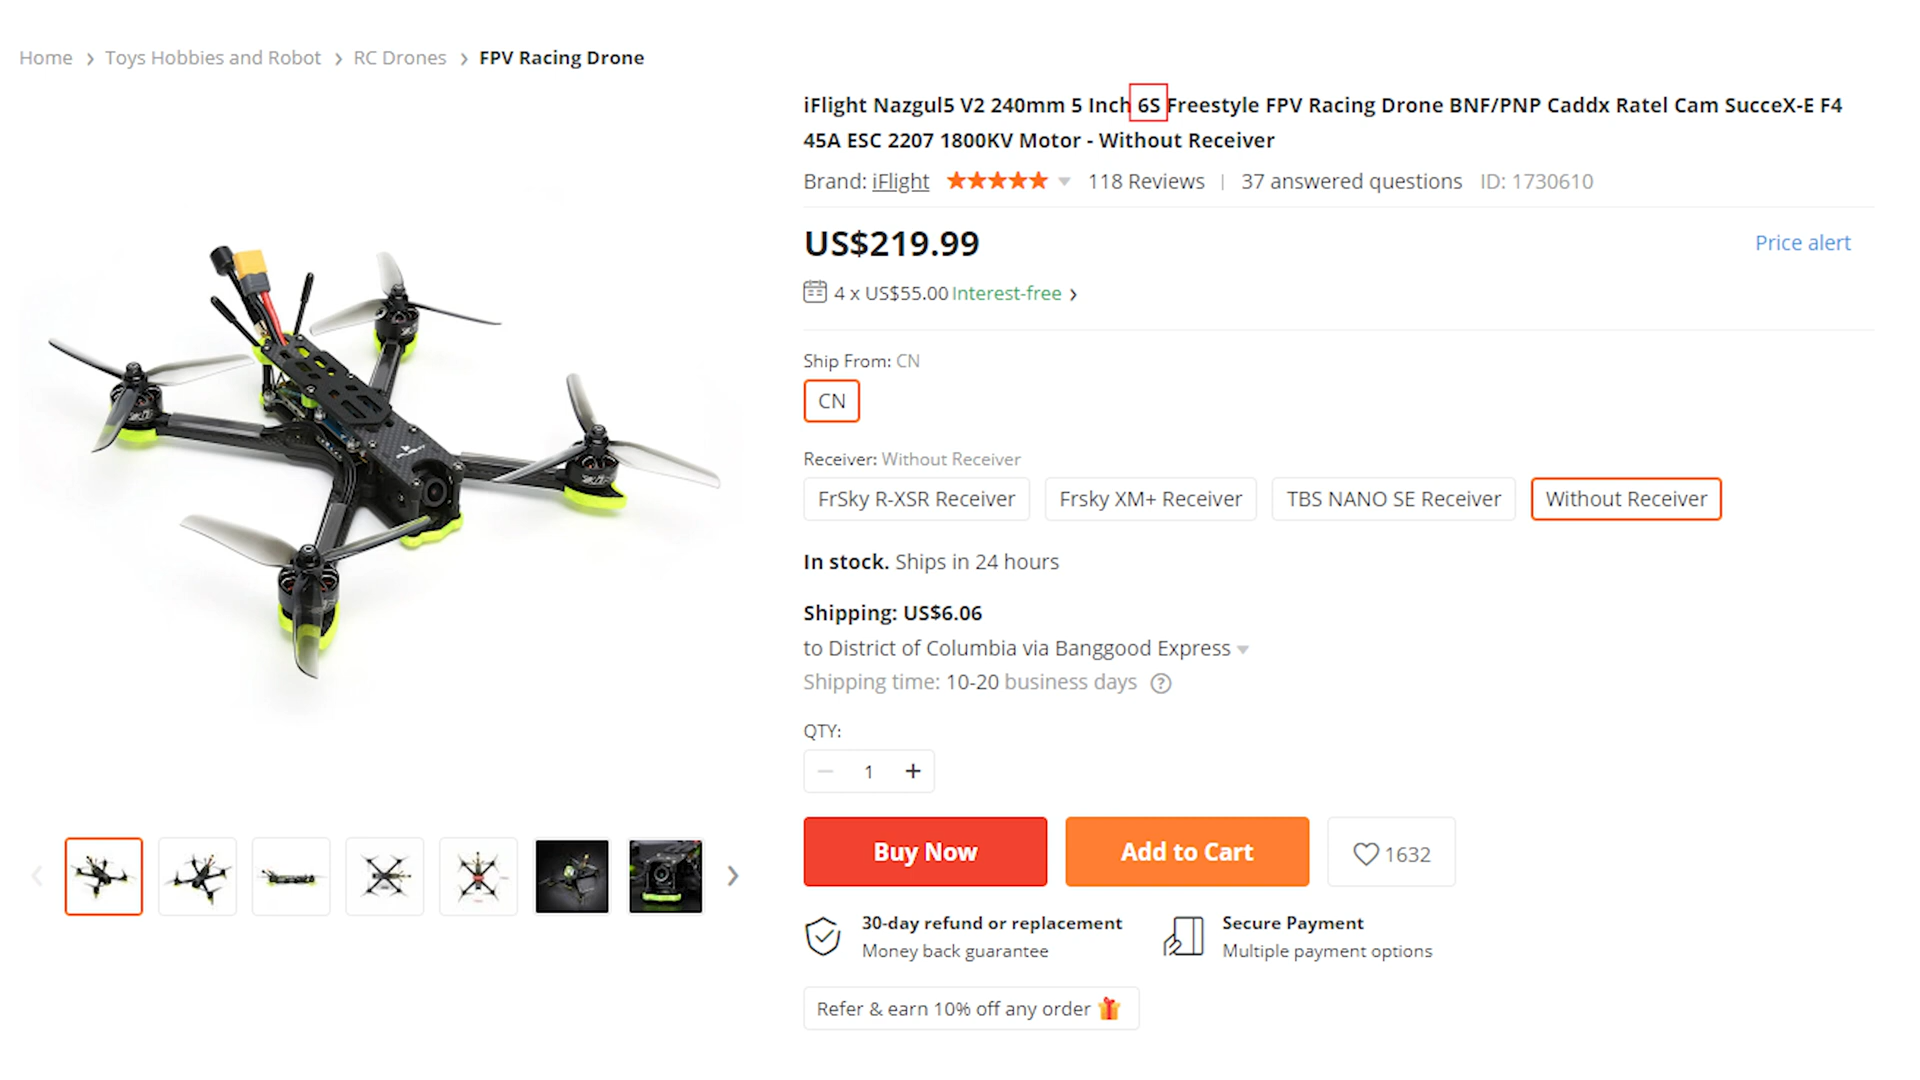 Home > Toys Hobbies and Robot > RC Drones > FPV Racing Drone
iFlight Nazgul5 V2 240mm 5 Inch 6S Freestyle FPV Racing Drone BNF/PNP Caddx Ratel Cam SucceX-E F4
45A ESC 2207 1800KV Motor - Without Receiver
Brand: iFlight 118 Reviews | 37 answered questions ID: 1730610
US$219.99
Price alert
4 x US$55.00 Interest-free >
Ship From: CN
CN
Receiver: Without Receiver
FrSky R-XSR Receiver
Frsky XM+ Receiver
TBS NANO SE Receiver
Without Receiver
In stock. Ships in 24 hours
Shipping: US$6.06
to District of Columbia via Banggood Express
Shipping time: 10-20 business days ?
QTY:
− 1 +
Buy Now
Add to Cart
1632
30-day refund or replacement
Money back guarantee
Secure Payment
Multiple payment options
Refer & earn 10% off any order